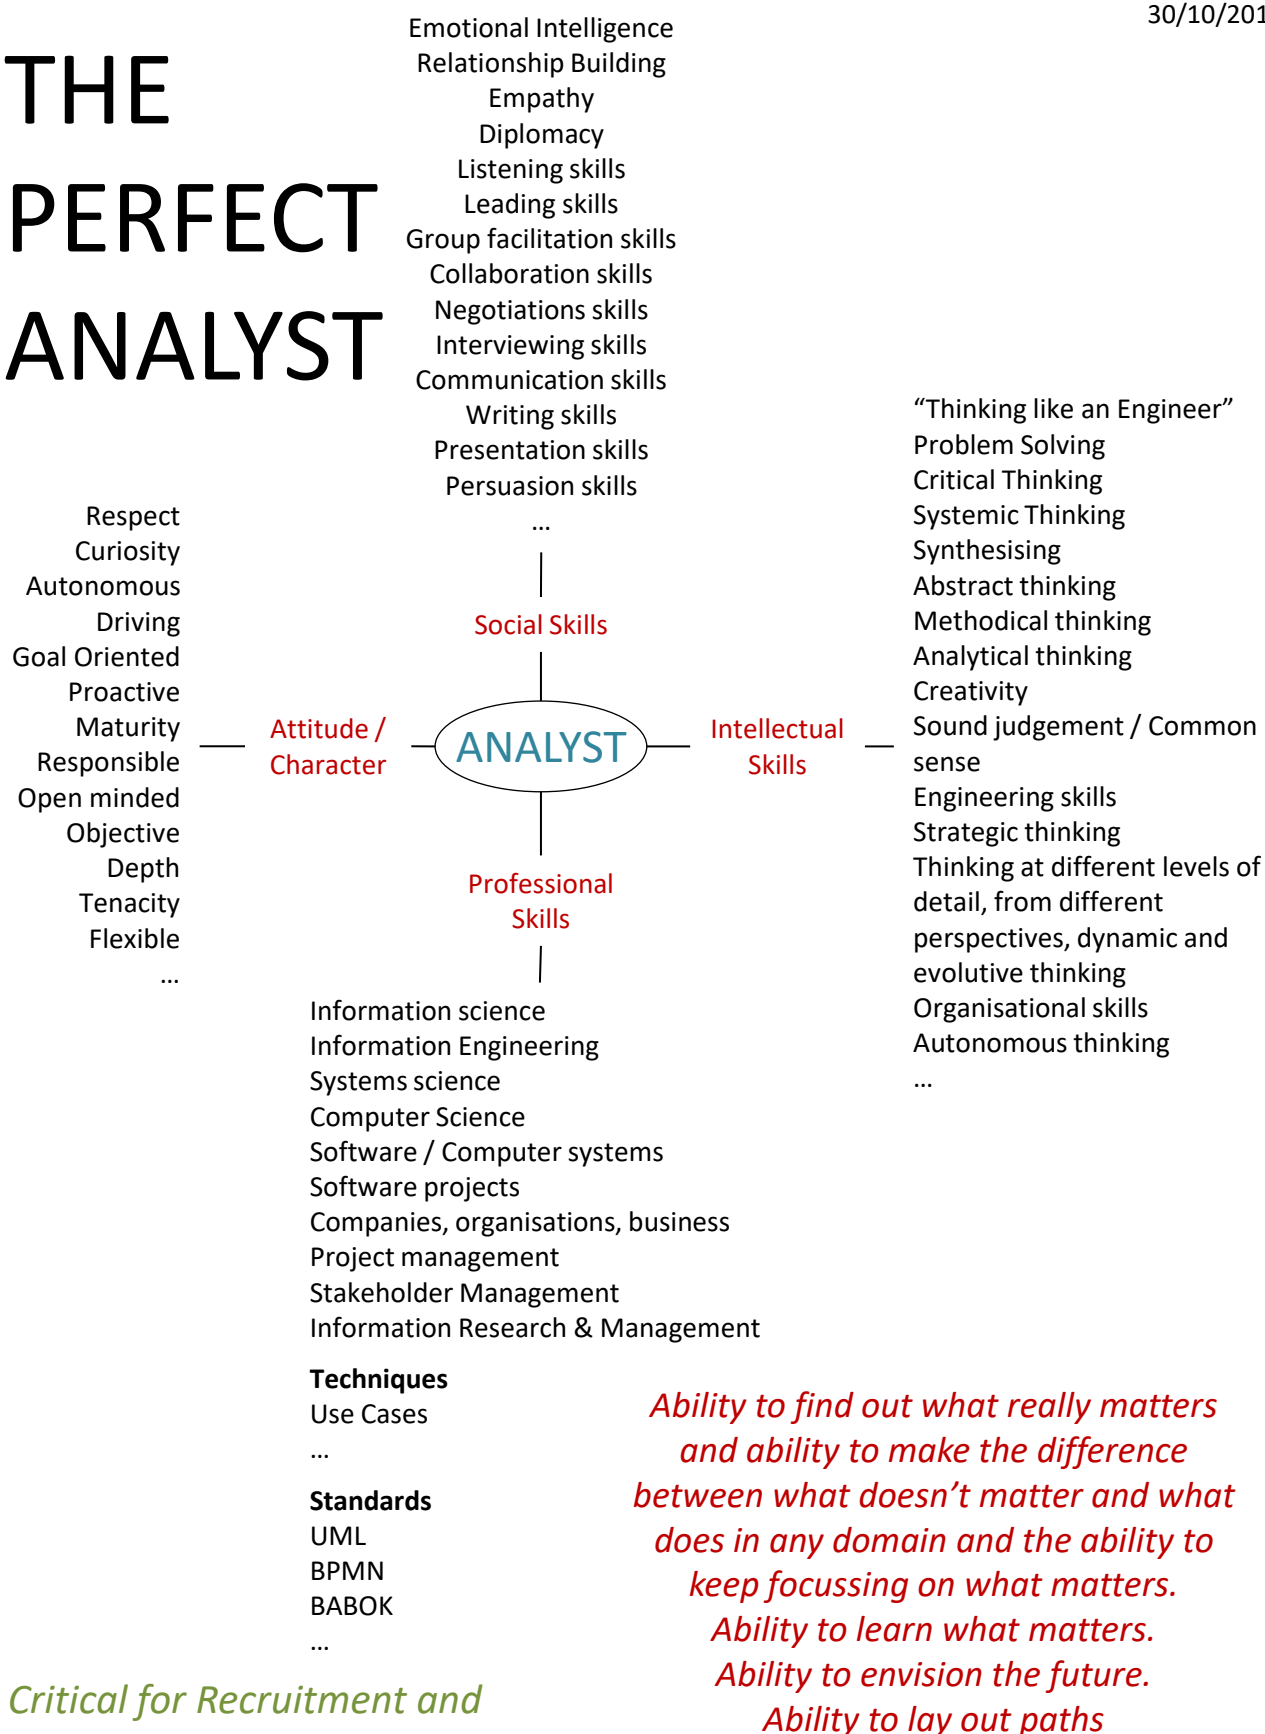 30/10/201
THE
PERFECT
ANALYST
Emotional Intelligence
Relationship Building
Empathy
Diplomacy
Listening skills
Leading skills
Group facilitation skills
Collaboration skills
Negotiations skills
Interviewing skills
Communication skills
Writing skills
Presentation skills
Persuasion skills
…
Social Skills
Respect
Curiosity
Autonomous
Driving
Goal Oriented
Proactive
Maturity
Responsible
Open minded
Objective
Depth
Tenacity
Flexible
…
Attitude /
Character
ANALYST
Intellectual
Skills
“Thinking like an Engineer”
Problem Solving
Critical Thinking
Systemic Thinking
Synthesising
Abstract thinking
Methodical thinking
Analytical thinking
Creativity
Sound judgement / Common
sense
Engineering skills
Strategic thinking
Thinking at different levels of
detail, from different
perspectives, dynamic and
evolutive thinking
Organisational skills
Autonomous thinking
…
Professional
Skills
Information science
Information Engineering
Systems science
Computer Science
Software / Computer systems
Software projects
Companies, organisations, business
Project management
Stakeholder Management
Information Research & Management
Techniques
Use Cases
…
Standards
UML
BPMN
BABOK
…
Ability to find out what really matters
and ability to make the difference
between what doesn’t matter and what
does in any domain and the ability to
keep focussing on what matters.
Ability to learn what matters.
Ability to envision the future.
Ability to lay out paths
Critical for Recruitment and